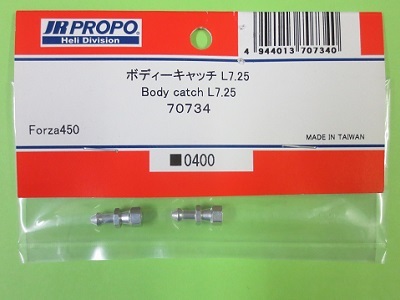 JR PROPO
Heli Division
4 944013 707340
ボディーキャッチ L7.25
Body catch L7.25
70734
Forza450
MADE IN TAIWAN
■0400